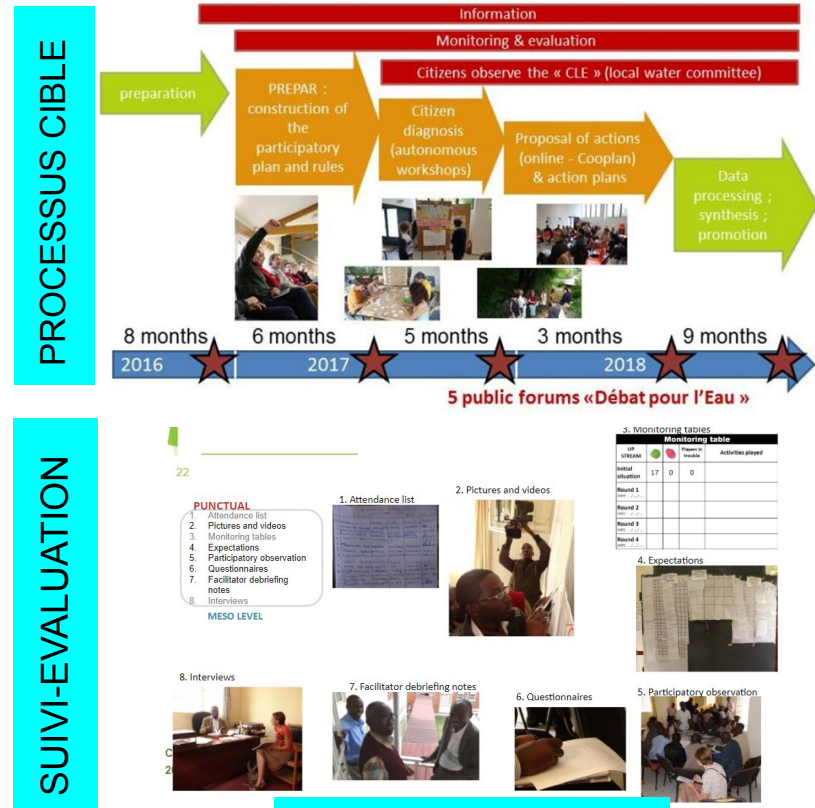 PROCESSUS CIBLE
Information
Monitoring & evaluation
Citizens observe the « CLE » (local water committee)
preparation
PREPAR :
construction of
the
participatory
plan and rules
Citizen
diagnosis
(autonomous
workshops)
Proposal of actions
(online - Cooplan)
& action plans
Data
processing ;
synthesis ;
promotion
8 months
6 months
5 months
3 months
9 months
2016
2017
2018
5 public forums «Débat pour l'Eau »
SUIVI-EVALUATION
22
PUNCTUAL
1. Attendance list
2. Pictures and videos
3. Monitoring tables
4. Expectations
5. Participatory observation
6. Questionnaires
7. Facilitator debriefing
notes
8. Interviews
MESO LEVEL
1. Attendance list
2. Pictures and videos
3. Monitoring tables
Monitoring table
UP
STREAM
Players in
trouble
Activities played
Initial
situation
17
0
0
Round 1
Round 2
Round 3
Round 4
4. Expectations
8. Interviews
7. Facilitator debriefing notes
6. Questionnaires
5. Participatory observation